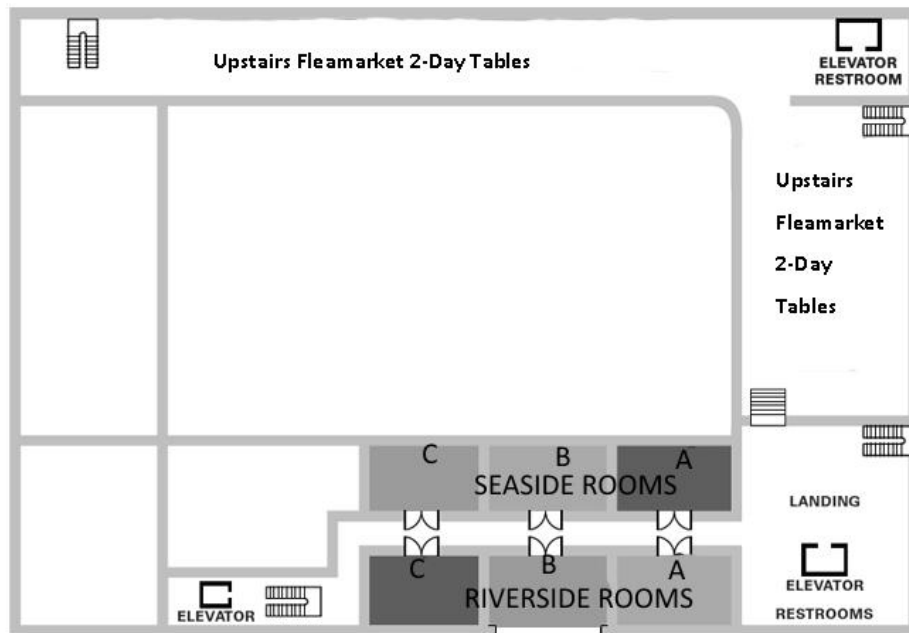 Upstairs Fleamarket 2-Day Tables
ELEVATOR
RESTROOM
Upstairs
Fleamarket
2-Day
Tables
C B A
SEASIDE ROOMS
LANDING
C B A
RIVERSIDE ROOMS
ELEVATOR
ELEVATOR
RESTROOMS